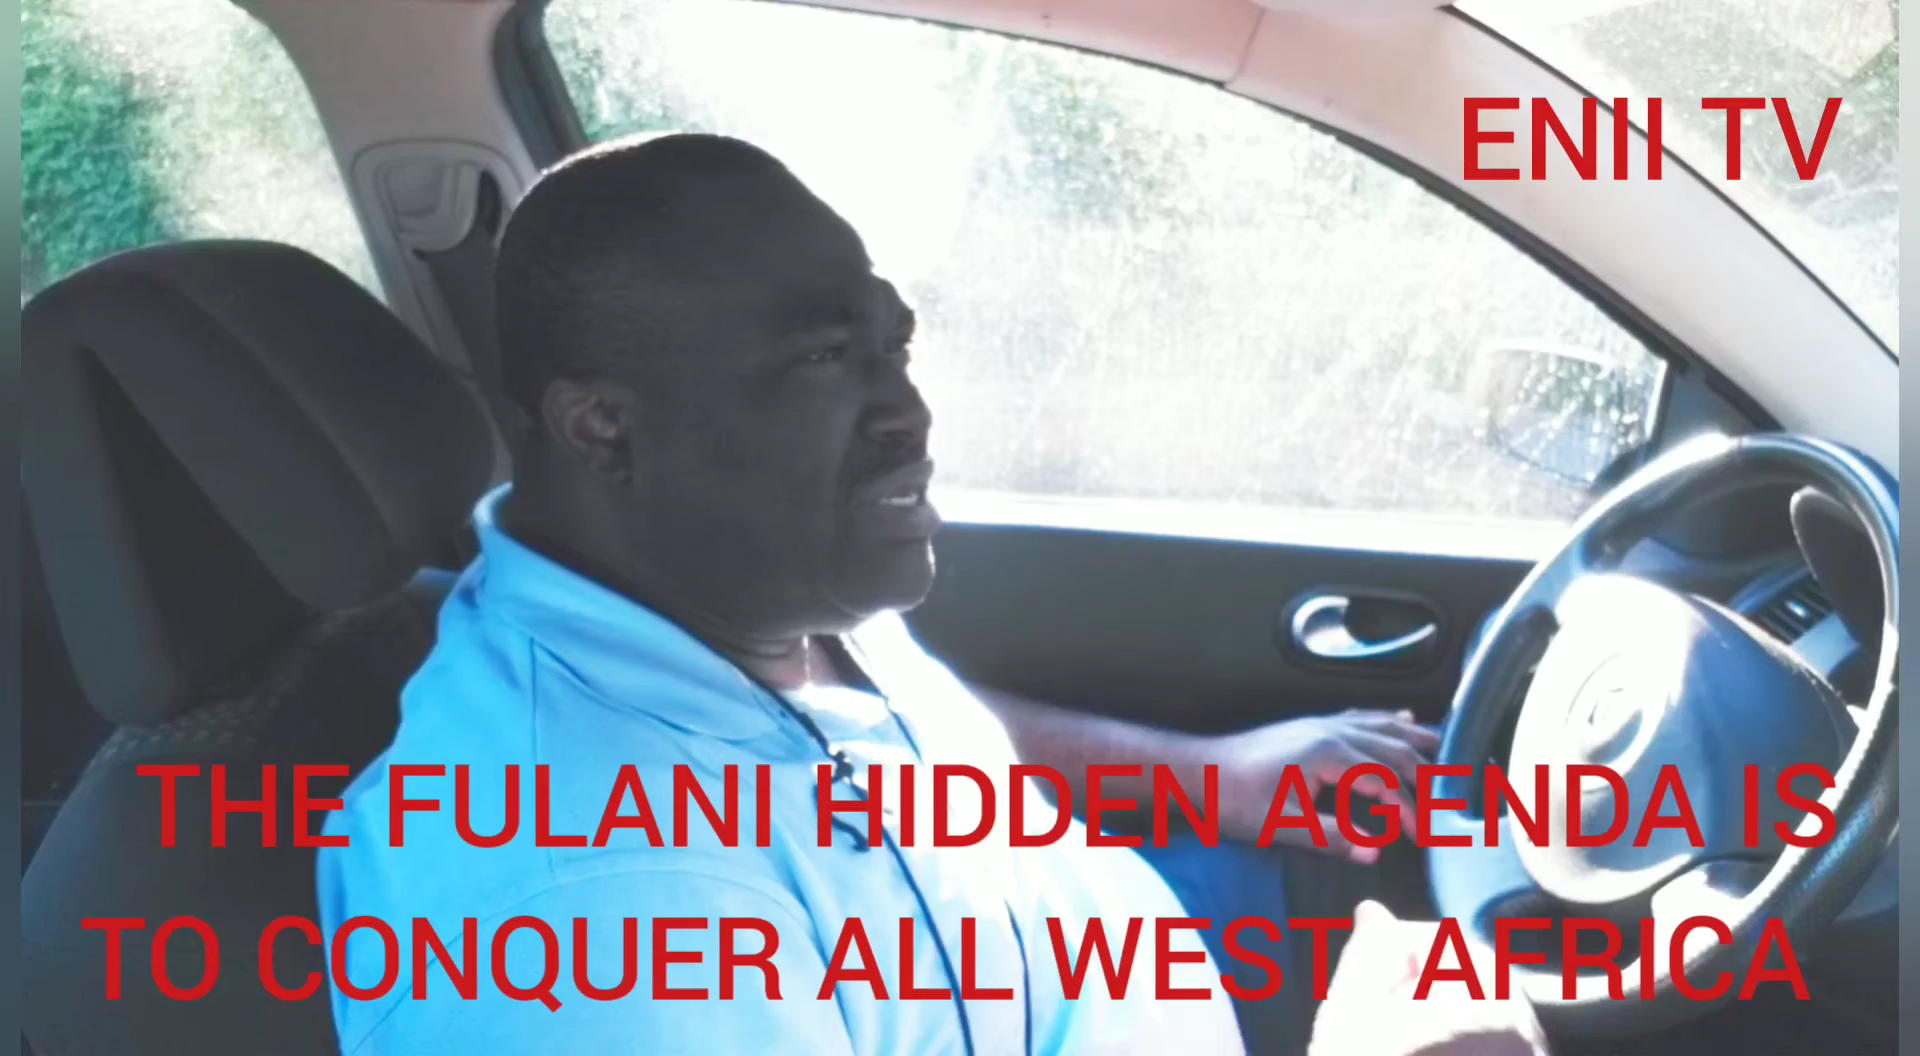 ENII TV
THE FULANI HIDDEN AGENDA IS
TO CONQUER ALL WEST AFRICA